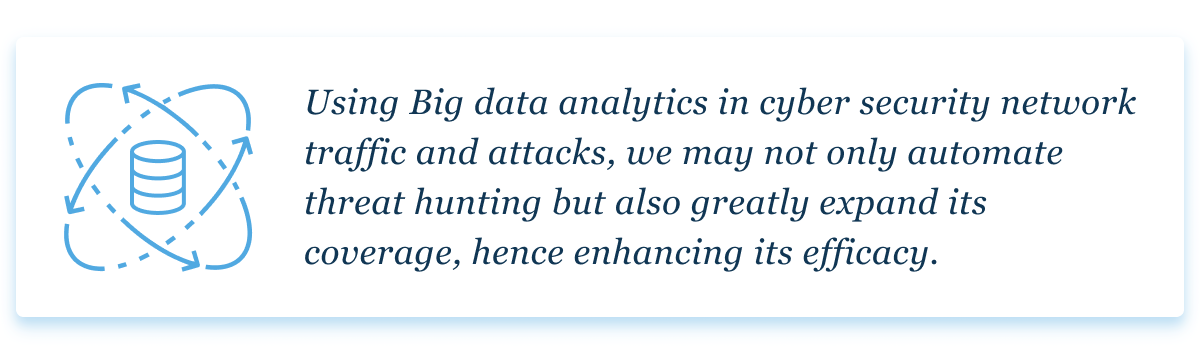 Using Big data analytics in cyber security network
traffic and attacks, we may not only automate
threat hunting but also greatly expand its
coverage, hence enhancing its efficacy.